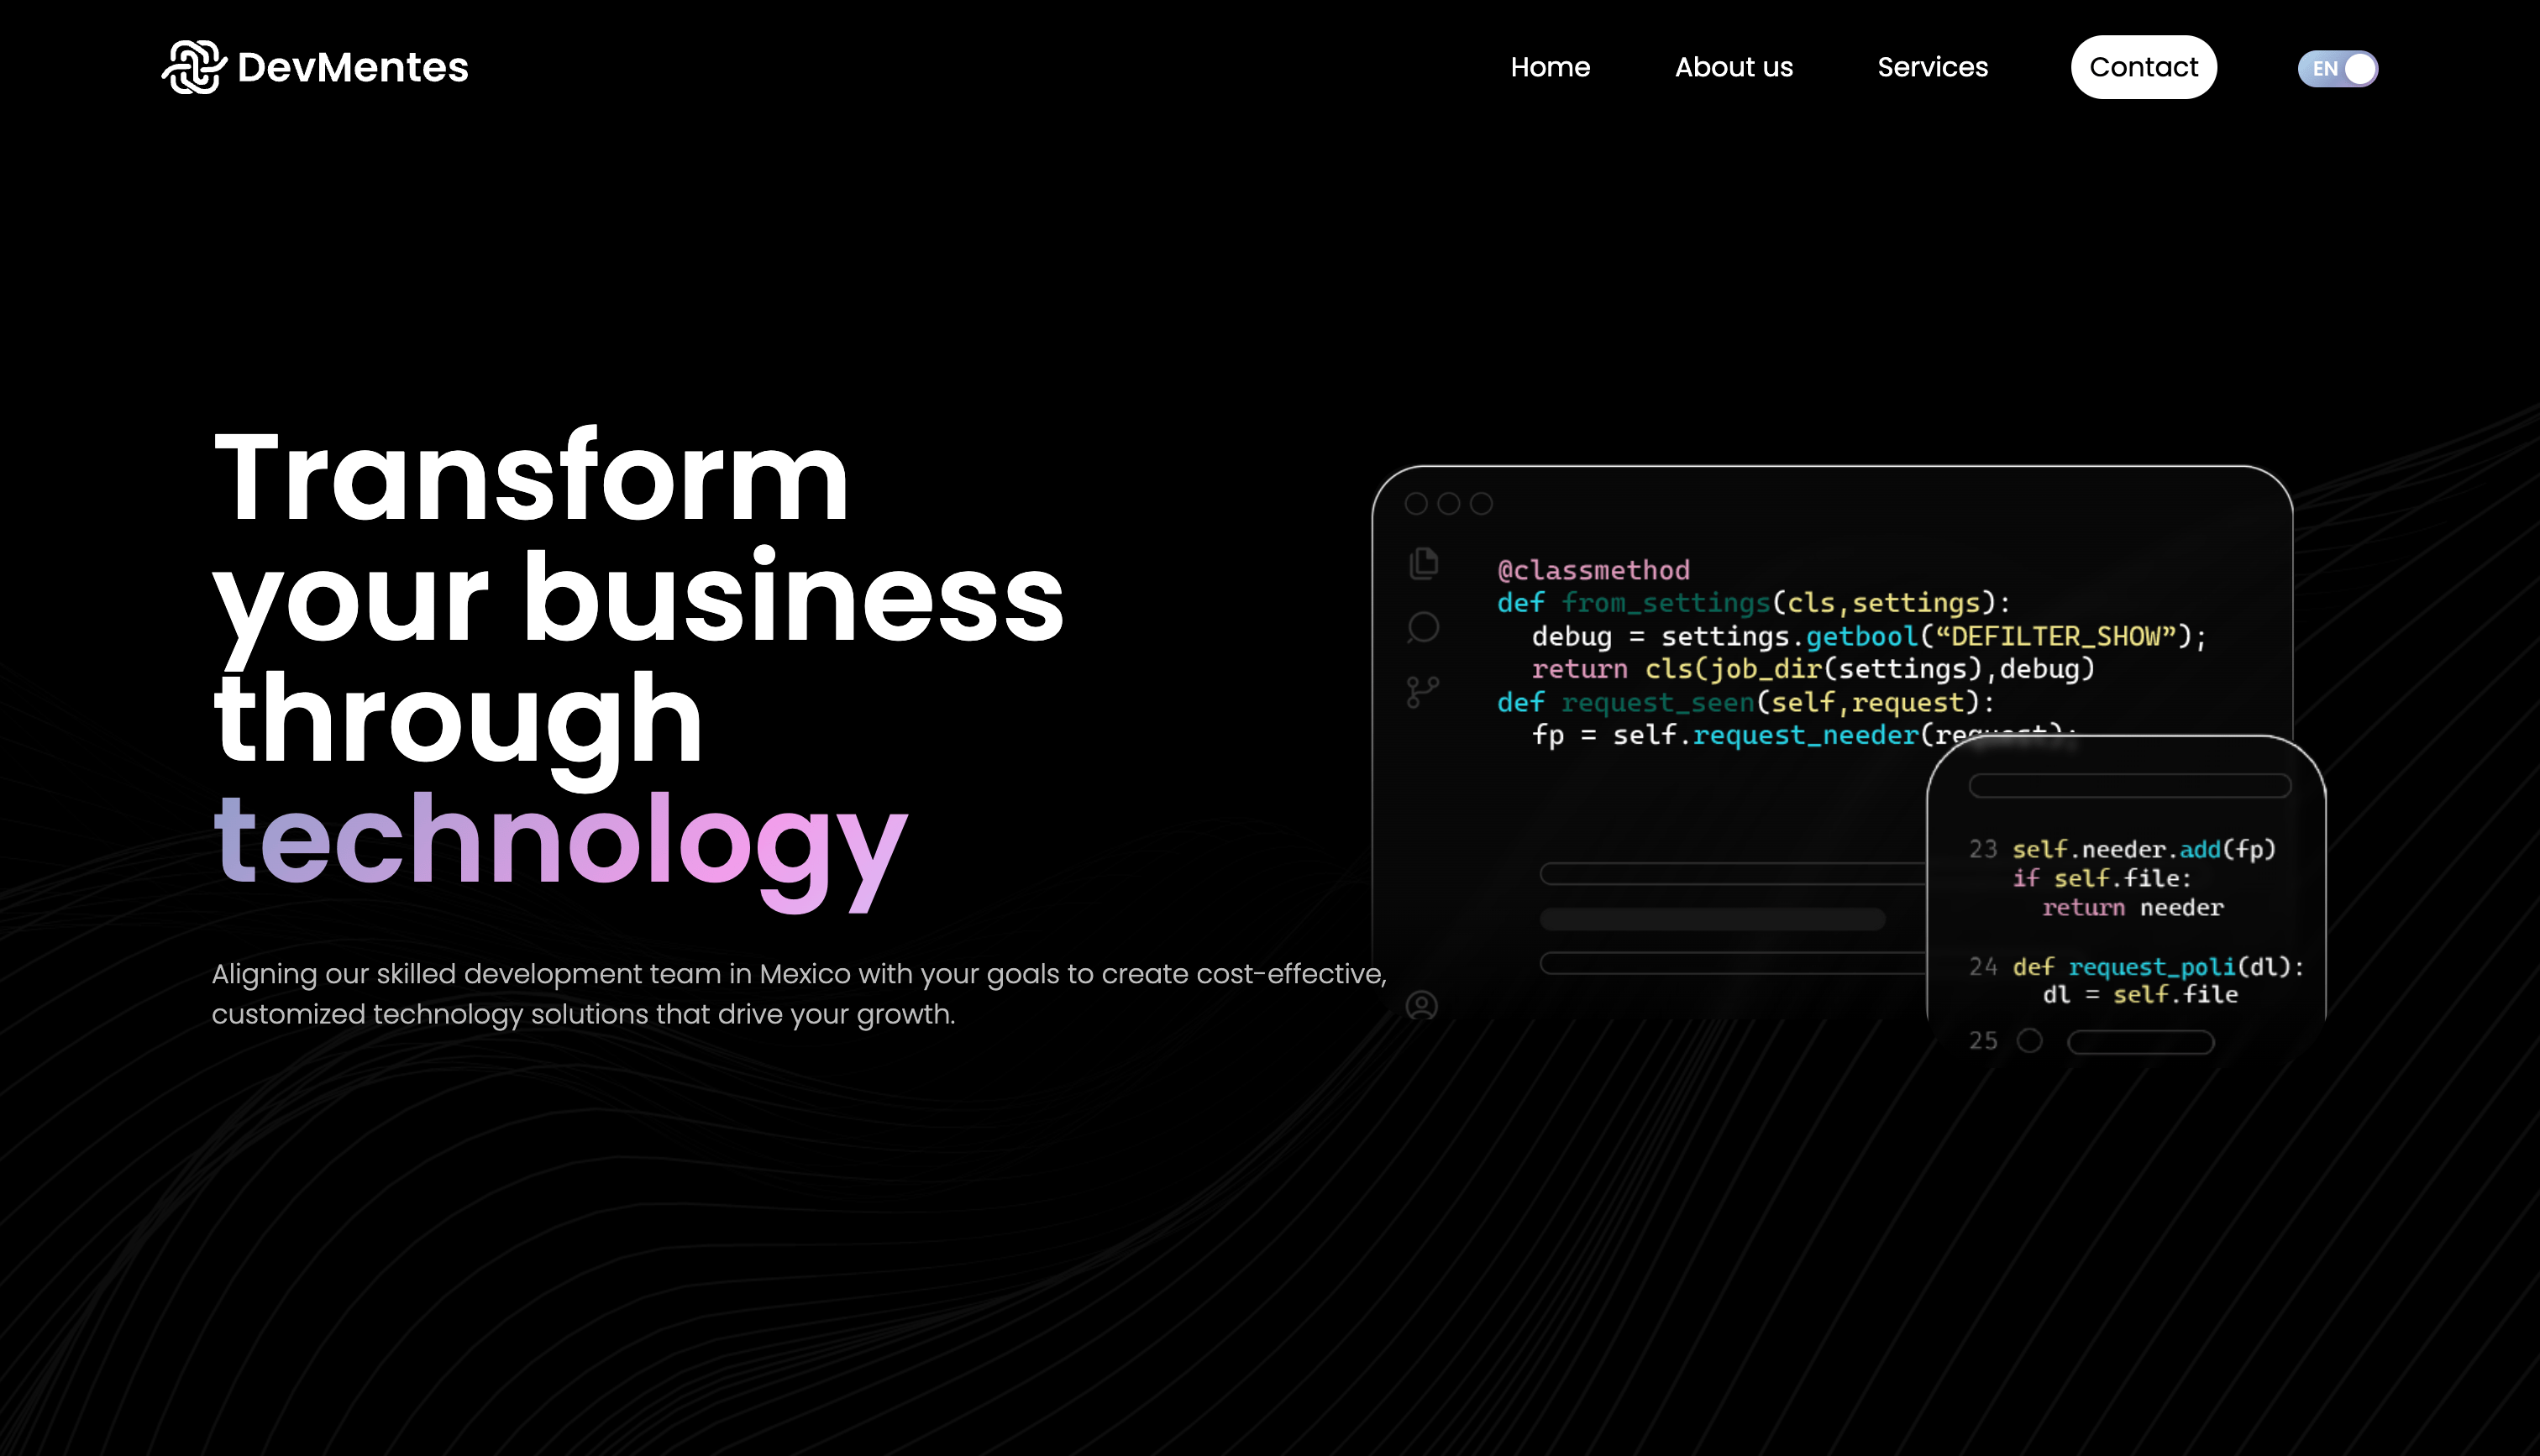 DevMentes
Home
About us
Services
Contact
EN
Transform
your business
through
technology
Aligning our skilled development team in Mexico with your goals to create cost-effective,
customized technology solutions that drive your growth.
@classmethod
def from_settings(cls,settings):
debug = settings.getbool(“DEFILTER_SHOW”);
return cls(job_dir(settings),debug)
def request_seen(self,request):
fp = self.request_needer(request);
23 self.needer.add(fp)
if self.file:
return needer
24 def request_poli(dl):
dl = self.file
25